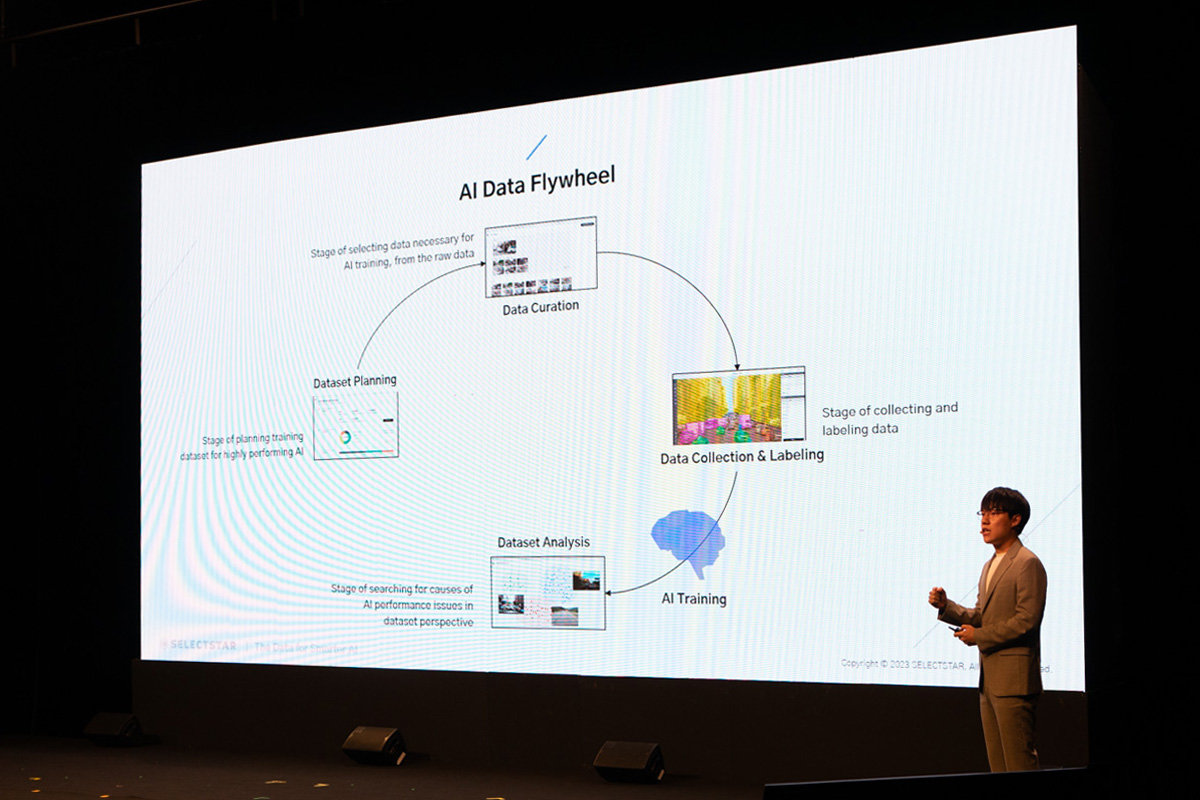 AI Data Flywheel
Stage of selecting data necessary for
AI training, from the raw data
Data Curation
Dataset Planning
Stage of planning training
dataset for highly performing AI
Stage of collecting and
labeling data
Data Collection & Labeling
Dataset Analysis
Stage of searching for causes of
AI performance issues in
dataset perspective
AI Training
SELECTSTAR | The Data for Smarter AI
Copyright © 2023 SELECTSTAR, All